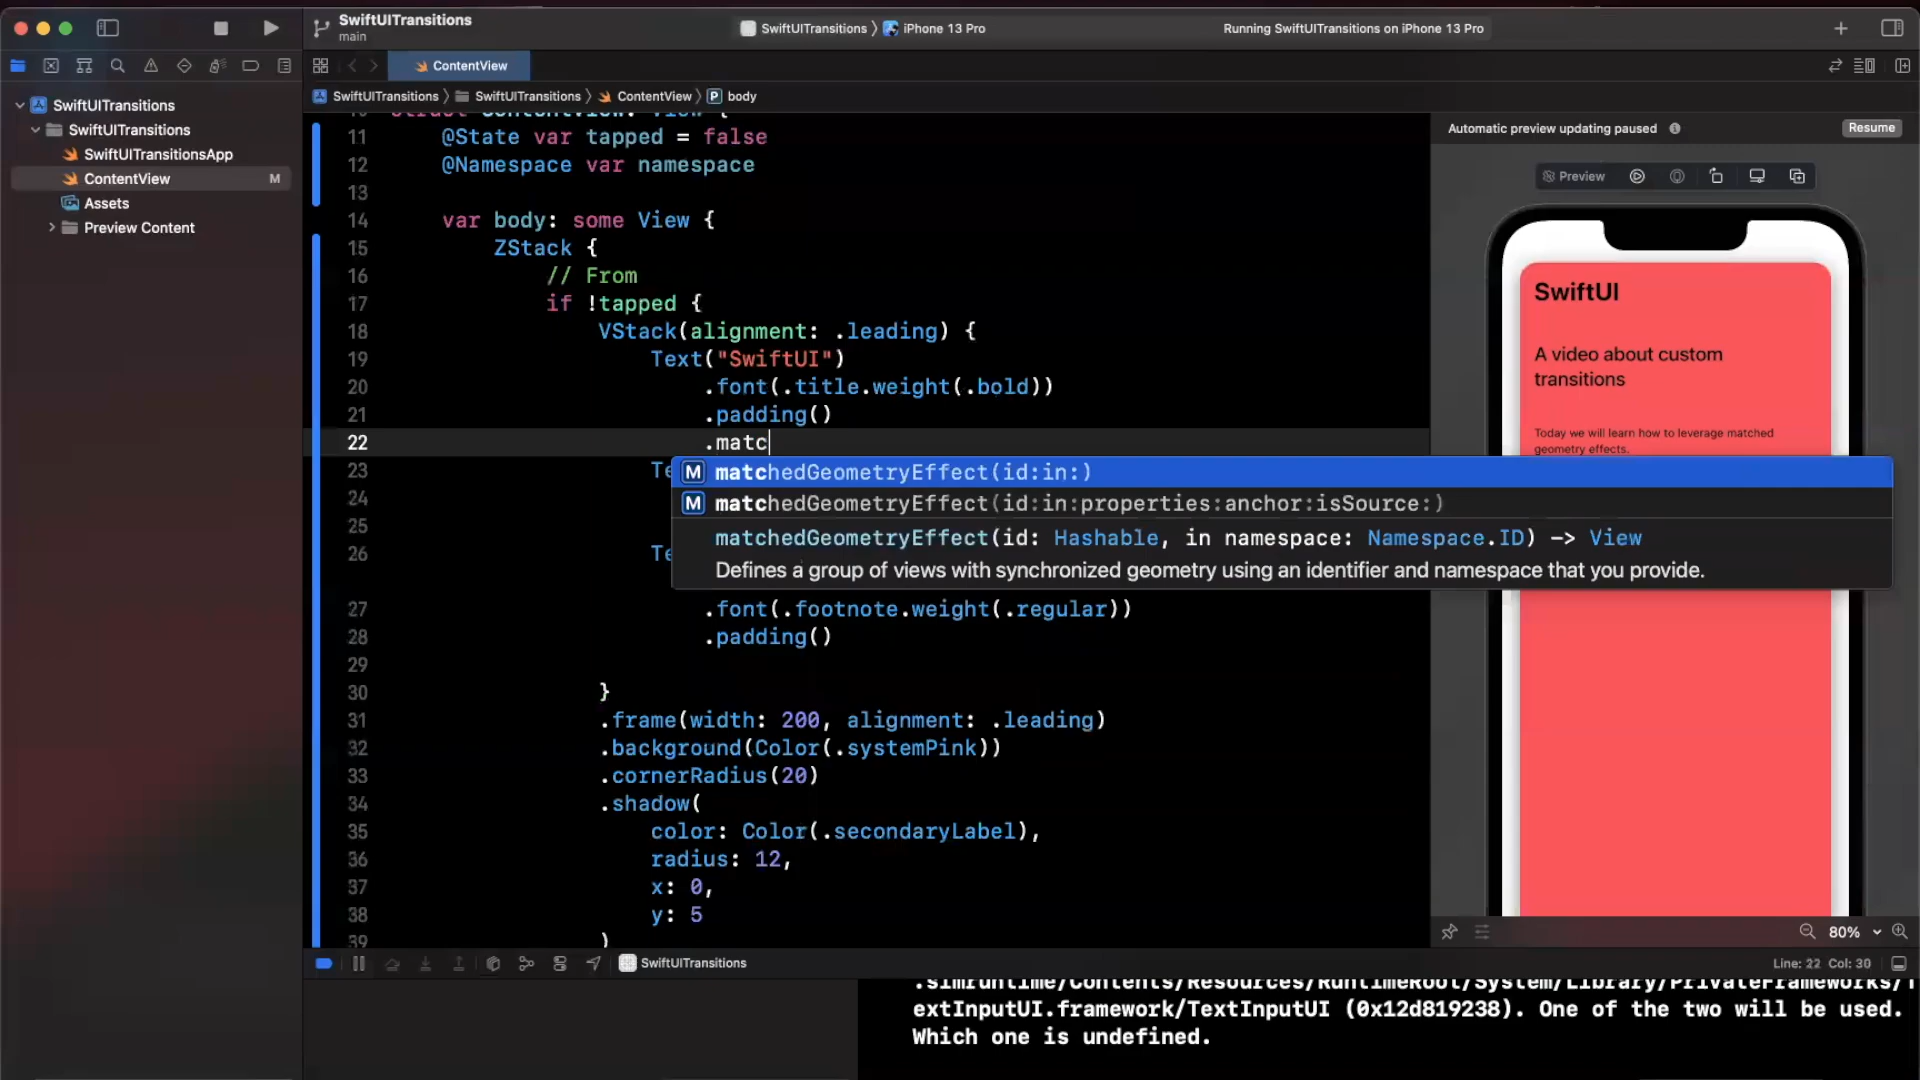 SwiftUITransitions
main
SwiftUITransitions
iPhone 13 Pro
Running SwiftUITransitions on iPhone 13 Pro
ContentView
SwiftUITransitions
SwiftUITransitions
ContentView
P body
SwiftUITransitions
SwiftUITransitions
SwiftUITransitionsApp
ContentView M
Assets
Preview Content
10 struct ContentView: View {
11 @State var tapped = false
12 @Namespace var namespace
13
14 var body: some View {
15 ZStack {
16 // From
17 if !tapped {
18 VStack(alignment: .leading) {
19 Text("SwiftUI")
20 .font(.title.weight(.bold))
21 .padding()
22 .matc
23 Te
24
25
26 Te
M matchedGeometryEffect(id:in:)
M matchedGeometryEffect(id:in:properties:anchor:isSource:)
matchedGeometryEffect(id: Hashable, in namespace: Namespace.ID) -> View
Defines a group of views with synchronized geometry using an identifier and namespace that you provide.
27 .font(.footnote.weight(.regular))
28 .padding()
29
30 }
31 .frame(width: 200, alignment: .leading)
32 .background(Color(.systemPink))
33 .cornerRadius(20)
34 .shadow(
35 color: Color(.secondaryLabel),
36 radius: 12,
37 x: 0,
38 y: 5
39 )
Automatic preview updating paused
Resume
Preview
SwiftUI
A video about custom
transitions
Today we will learn how to leverage matched
geometry effects.
80%
SwiftUITransitions
Line: 22 Col: 30
.simruntime/Contents/Resources/RuntimeRoot/System/Library/PrivateFrameworks/T
extInputUI.framework/TextInputUI (0x12d819238). One of the two will be used.
Which one is undefined.